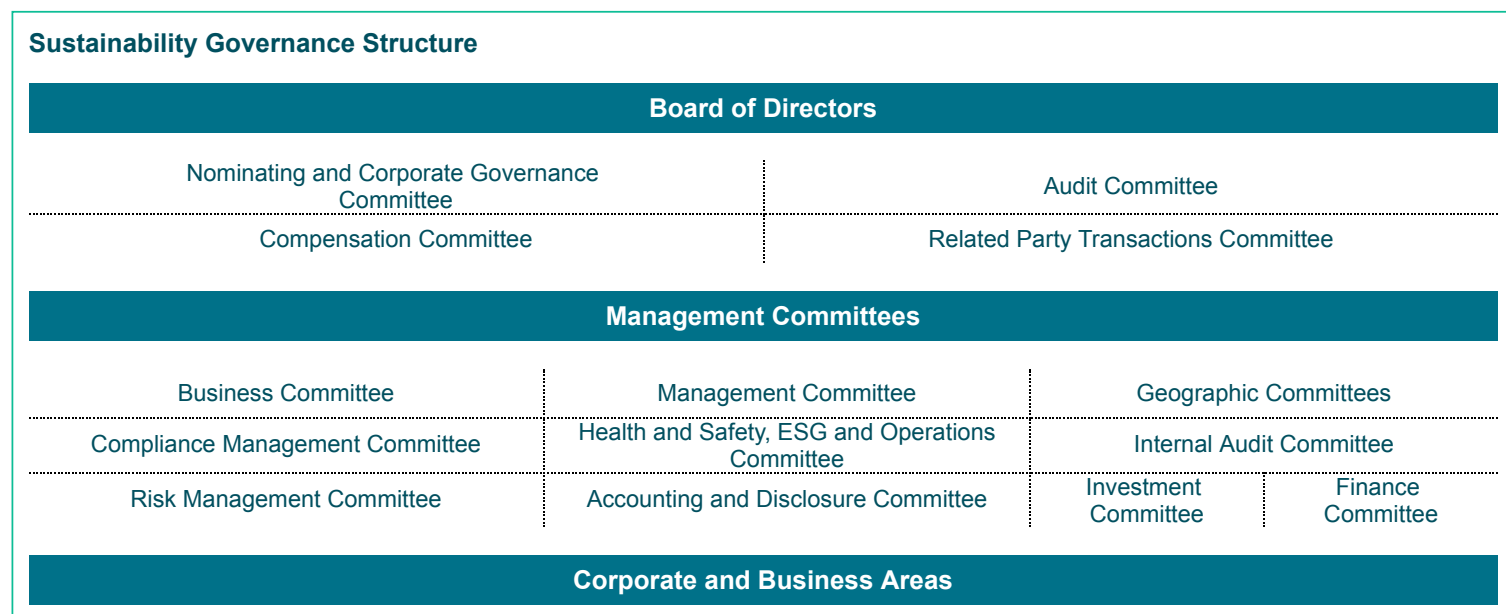 Sustainability Governance Structure
Board of Directors
Nominating and Corporate Governance
Committee
Audit Committee
Compensation Committee
Related Party Transactions Committee
Management Committees
Business Committee
Management Committee
Geographic Committees
Compliance Management Committee
Health and Safety, ESG and Operations
Committee
Internal Audit Committee
Risk Management Committee
Accounting and Disclosure Committee
Investment
Committee
Finance
Committee
Corporate and Business Areas